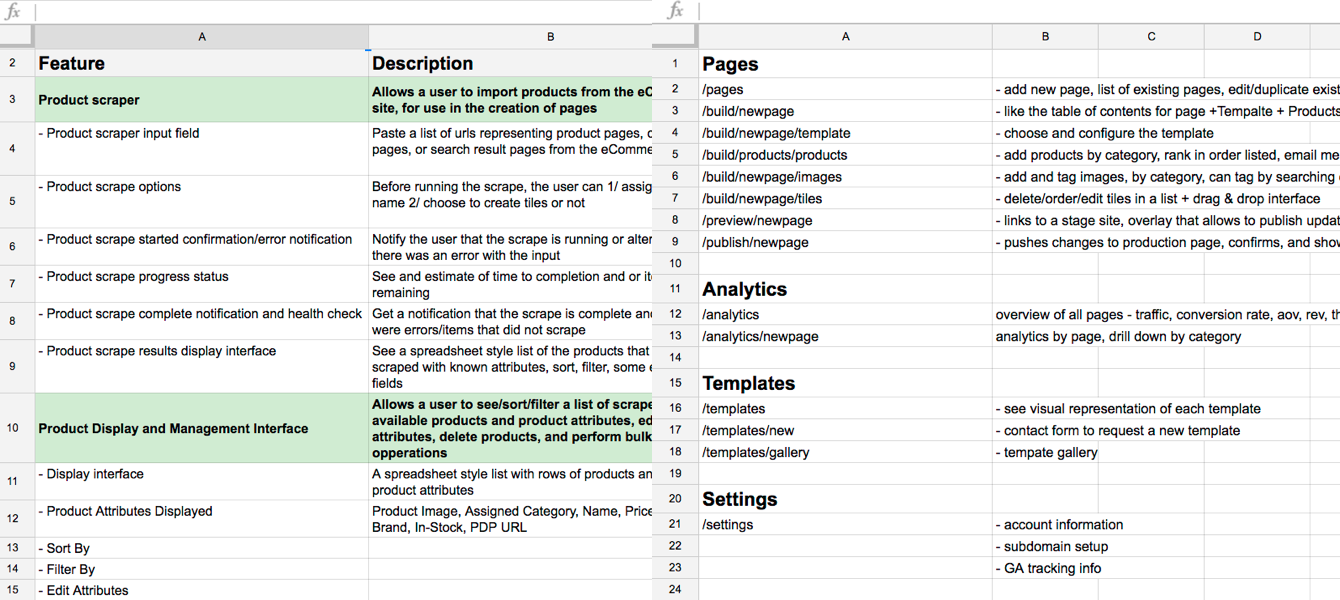 fx
A B
2 Feature Description
3 Product scraper Allows a user to import products from the eC
site, for use in the creation of pages
4 - Product scraper input field Paste a list of urls representing product pages,
pages, or search result pages from the eComme
5 - Product scrape options Before running the scrape, the user can 1/ assig
name 2/ choose to create tiles or not
6 - Product scrape started confirmation/error notification Notify the user that the scrape is running or alter
there was an error with the input
7 - Product scrape progress status See and estimate of time to completion and or it
remaining
8 - Product scrape complete notification and health check Get a notification that the scrape is complete an
were errors/items that did not scrape
9 - Product scrape results display interface See a spreadsheet style list of the products that
scraped with known attributes, sort, filter, some
fields
10 Product Display and Management Interface Allows a user to see/sort/filter a list of scrape
available products and product attributes, ed
attributes, delete products, and perform bulk
opperations
11 - Display interface A spreadsheet style list with rows of products an
product attributes
12 - Product Attributes Displayed Product Image, Assigned Category, Name, Price
Brand, In-Stock, PDP URL
13 - Sort By
14 - Filter By
15 - Edit Attributes
fx
A B C D
1 Pages
2 /pages - add new page, list of existing pages, edit/duplicate exist
3 /build/newpage - like the table of contents for page +Tempalte + Products
4 /build/newpage/template - choose and configure the template
5 /build/products/products - add products by category, rank in order listed, email me
6 /build/newpage/images - add and tag images, by category, can tag by searching
7 /build/newpage/tiles - delete/order/edit tiles in a list + drag & drop interface
8 /preview/newpage - links to a stage site, overlay that allows to publish updat
9 /publish/newpage - pushes changes to production page, confirms, and show
10
11 Analytics
12 /analytics overview of all pages - traffic, conversion rate, aov, rev, th
13 /analytics/newpage analytics by page, drill down by category
14
15 Templates
16 /templates - see visual representation of each template
17 /templates/new - contact form to request a new template
18 /templates/gallery - tempate gallery
19
20 Settings
21 /settings - account information
22 - subdomain setup
23 - GA tracking info
24